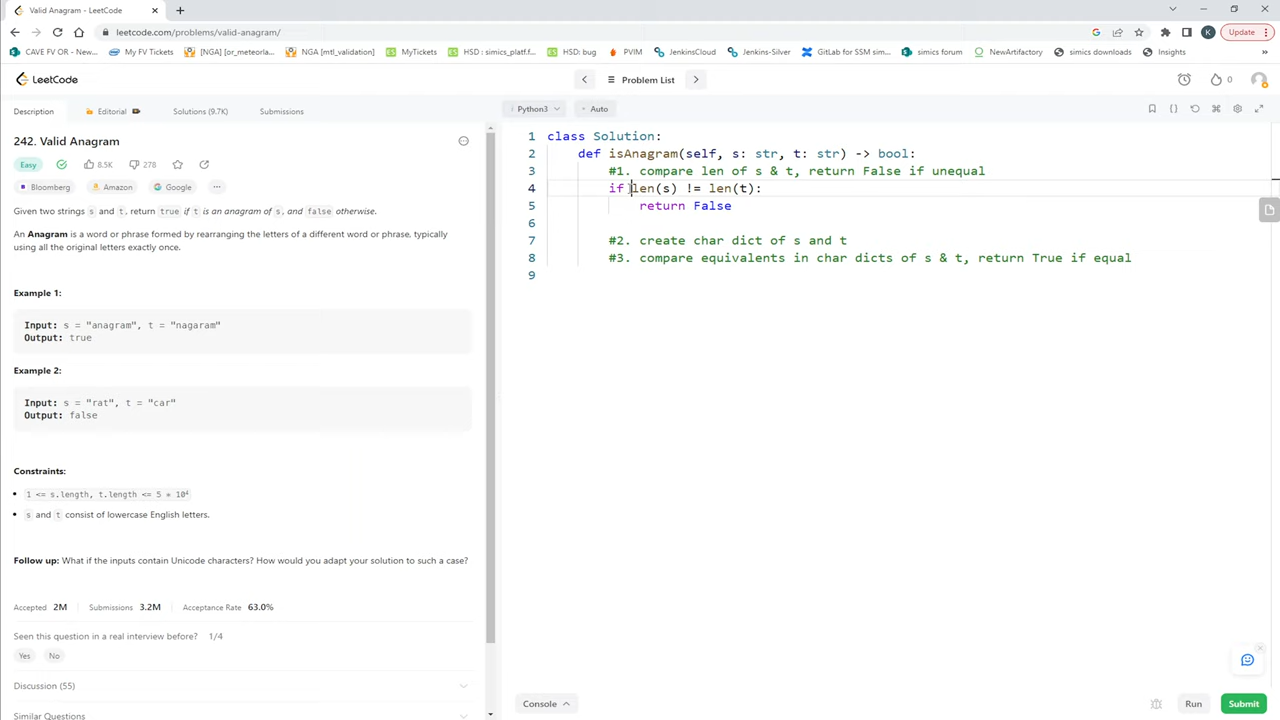 Valid Anagram - LeetCode
leetcode.com/problems/valid-anagram/
Update
CAVE FV OR - New...
My FV Tickets
[NGA] [or_meteorla...
NGA [mtl_validation]
MyTickets
HSD : simics_platf...
HSD: bug
PVIM
JenkinsCloud
Jenkins-Silver
GitLab for SSM sim...
simics forum
NewArtifactory
simics downloads
Insights
LeetCode
Problem List
0
Description
Editorial
Solutions (9.7K)
Submissions
Python3
Auto
242. Valid Anagram
Easy
8.5K
278
Bloomberg
Amazon
Google
Given two strings s and t, return true if t is an anagram of s, and false otherwise.
An Anagram is a word or phrase formed by rearranging the letters of a different word or phrase, typically
using all the original letters exactly once.
Example 1:
Input: s = "anagram", t = "nagaram"
Output: true
Example 2:
Input: s = "rat", t = "car"
Output: false
Constraints:
• 1 <= s.length, t.length <= 5 * 10⁴
• s and t consist of lowercase English letters.
Follow up: What if the inputs contain Unicode characters? How would you adapt your solution to such a case?
Accepted 2M
Submissions 3.2M
Acceptance Rate 63.0%
Seen this question in a real interview before? 1/4
Yes
No
Discussion (55)
Similar Questions
1 class Solution:
2 def isAnagram(self, s: str, t: str) -> bool:
3 #1. compare len of s & t, return False if unequal
4 if len(s) != len(t):
5 return False
6
7 #2. create char dict of s and t
8 #3. compare equivalents in char dicts of s & t, return True if equal
9
Console
Run
Submit